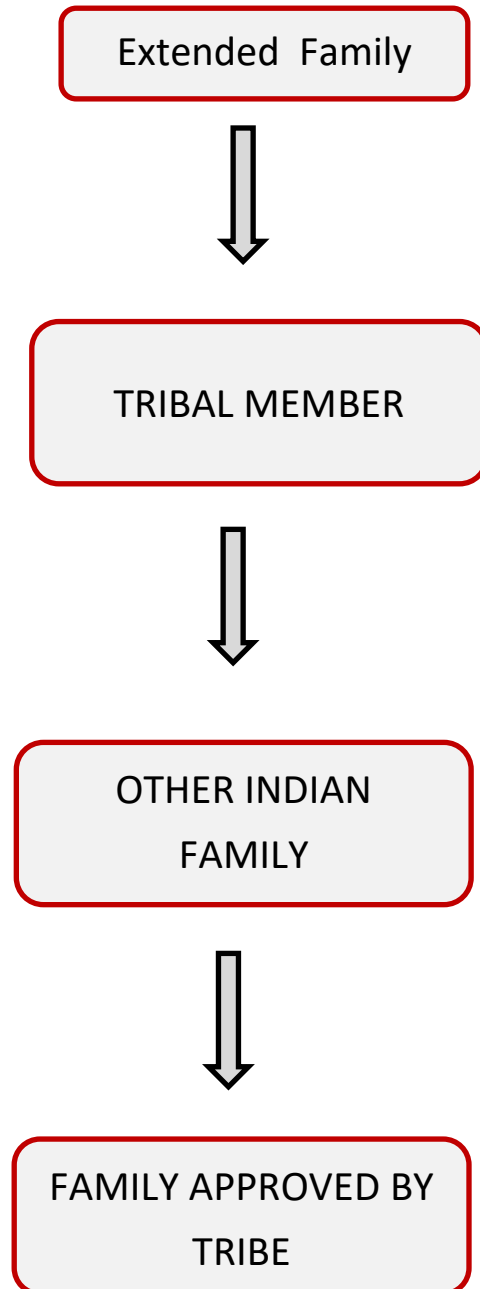 Extended Family
TRIBAL MEMBER
OTHER INDIAN
FAMILY
FAMILY APPROVED BY
TRIBE